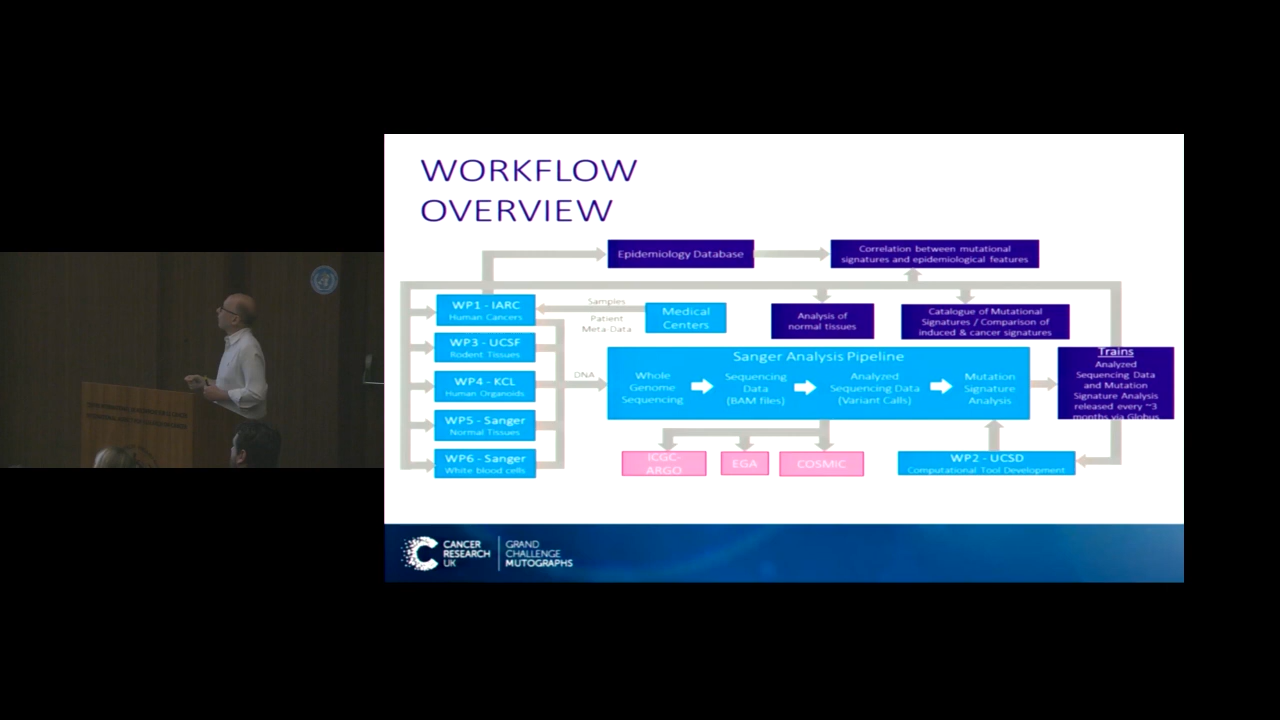 WORKFLOW
OVERVIEW
Epidemiology Database
Correlation between mutational
signatures and epidemiological features
WP1 - IARC
Human Cancers
Samples
Patient
Meta-Data
Medical
Centers
Analysis of
normal tissues
Catalogue of Mutational
Signatures / Comparison of
induced & cancer signatures
WP3 - UCSF
Rodent Tissues
WP4 - KCL
Human Organoids
WP5 - Sanger
Normal Tissues
WP6 - Sanger
White blood cells
DNA
Sanger Analysis Pipeline
Whole
Genome
Sequencing
Sequencing
Data
(BAM files)
Analyzed
Sequencing Data
(Variant Calls)
Mutation
Signature
Analysis
Trains
Analyzed
Sequencing Data
and Mutation
Signature Analysis
released every ~3
months via Globus
ICGC-
ARGO
EGA
COSMIC
WP2 - UCSD
Computational Tool Development
CANCER
RESEARCH
UK
GRAND
CHALLENGE
MUTOGRAPHS